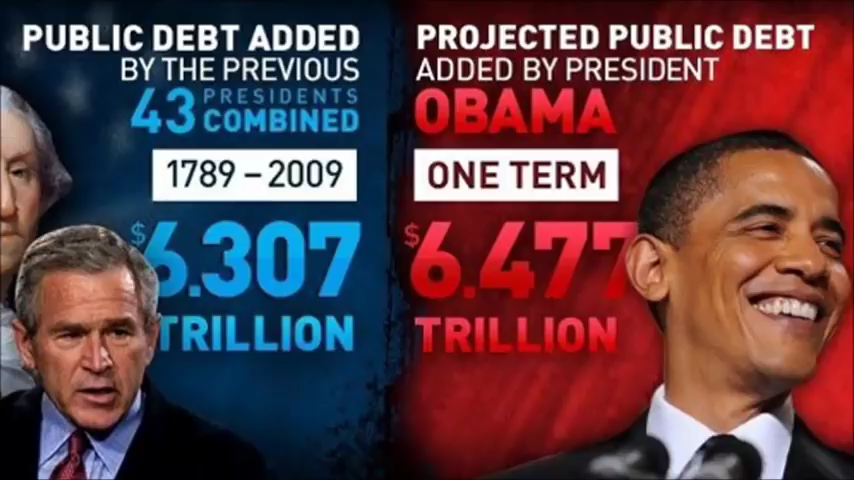 PUBLIC DEBT ADDED
BY THE PREVIOUS
43 PRESIDENTS COMBINED
1789 – 2009
$6.307
TRILLION
PROJECTED PUBLIC DEBT
ADDED BY PRESIDENT
OBAMA
ONE TERM
$6.477
TRILLION